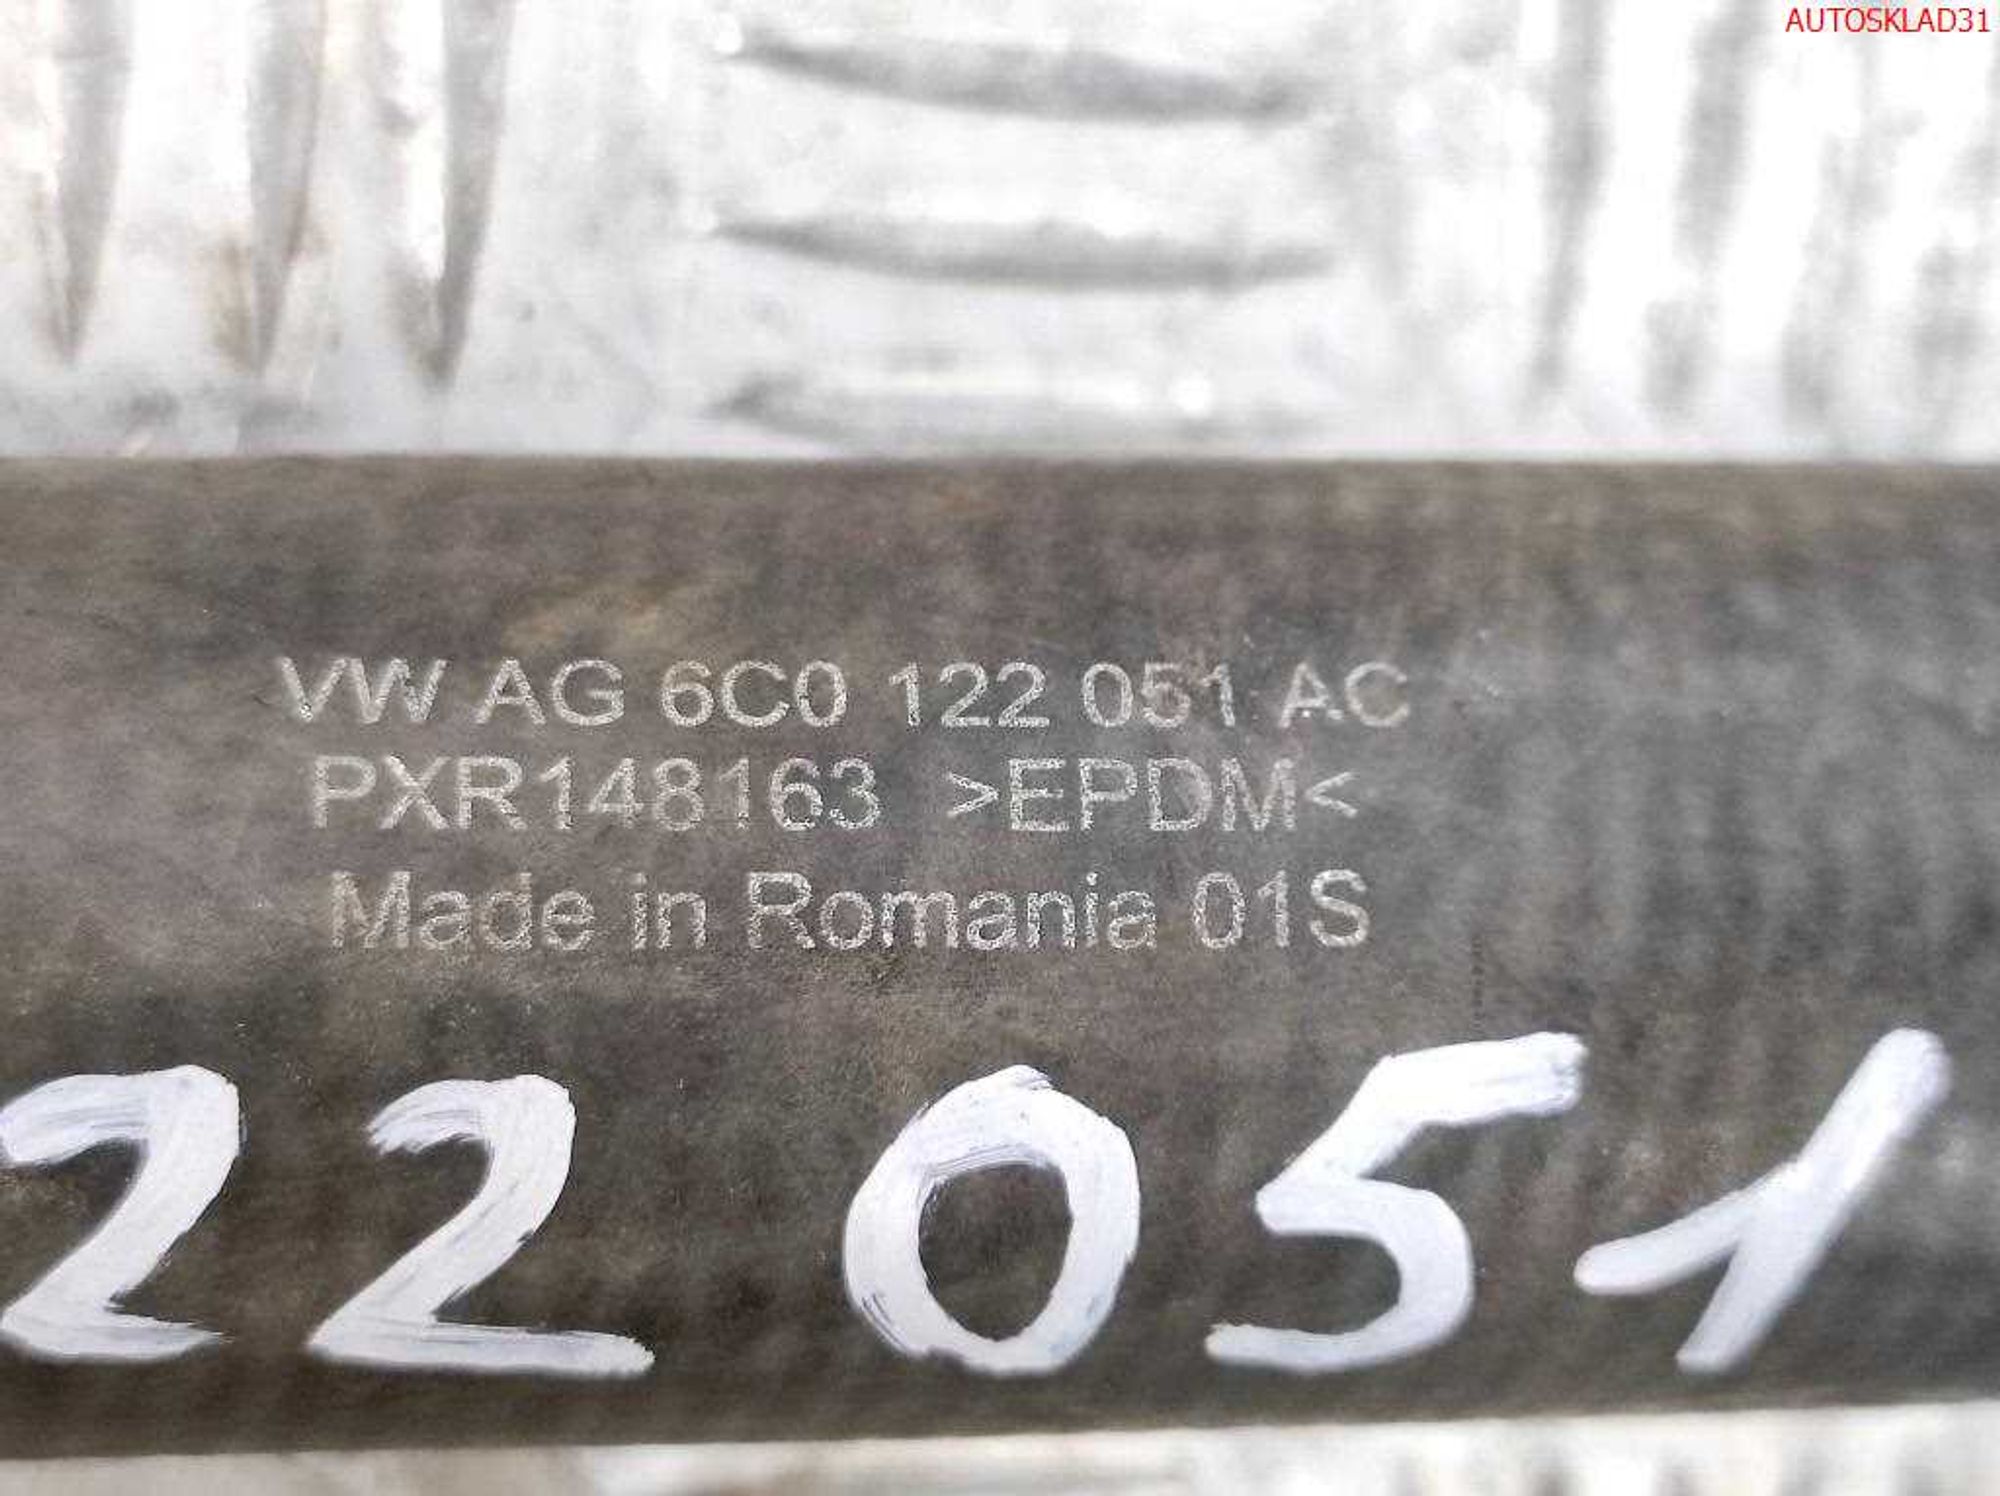 AUTOSKLAD31
VW AG 6C0 122 051 AC
PXR148163 >EPDM<
Made in Romania 01S
22 051